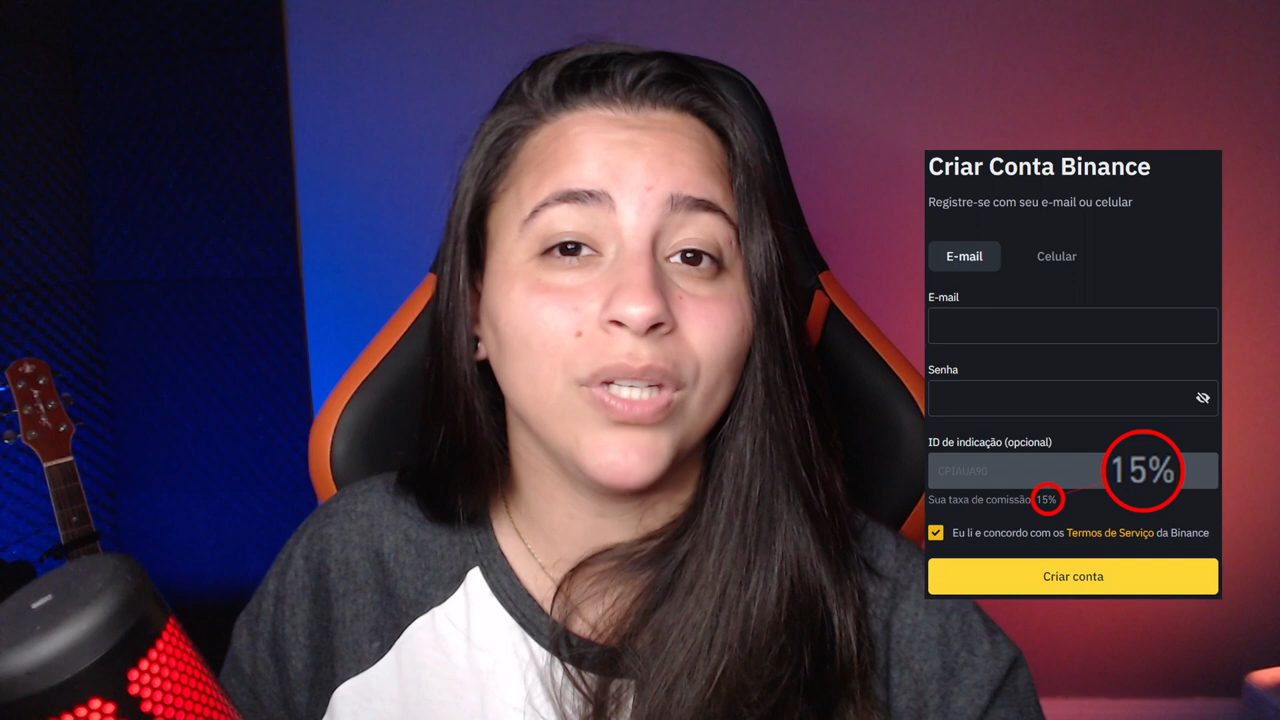 Criar Conta Binance
Registre-se com seu e-mail ou celular
E-mail Celular
E-mail
Senha
ID de indicação (opcional)
CPIAUA90 15%
Sua taxa de comissão 15%
Eu li e concordo com os Termos de Serviço da Binance
Criar conta